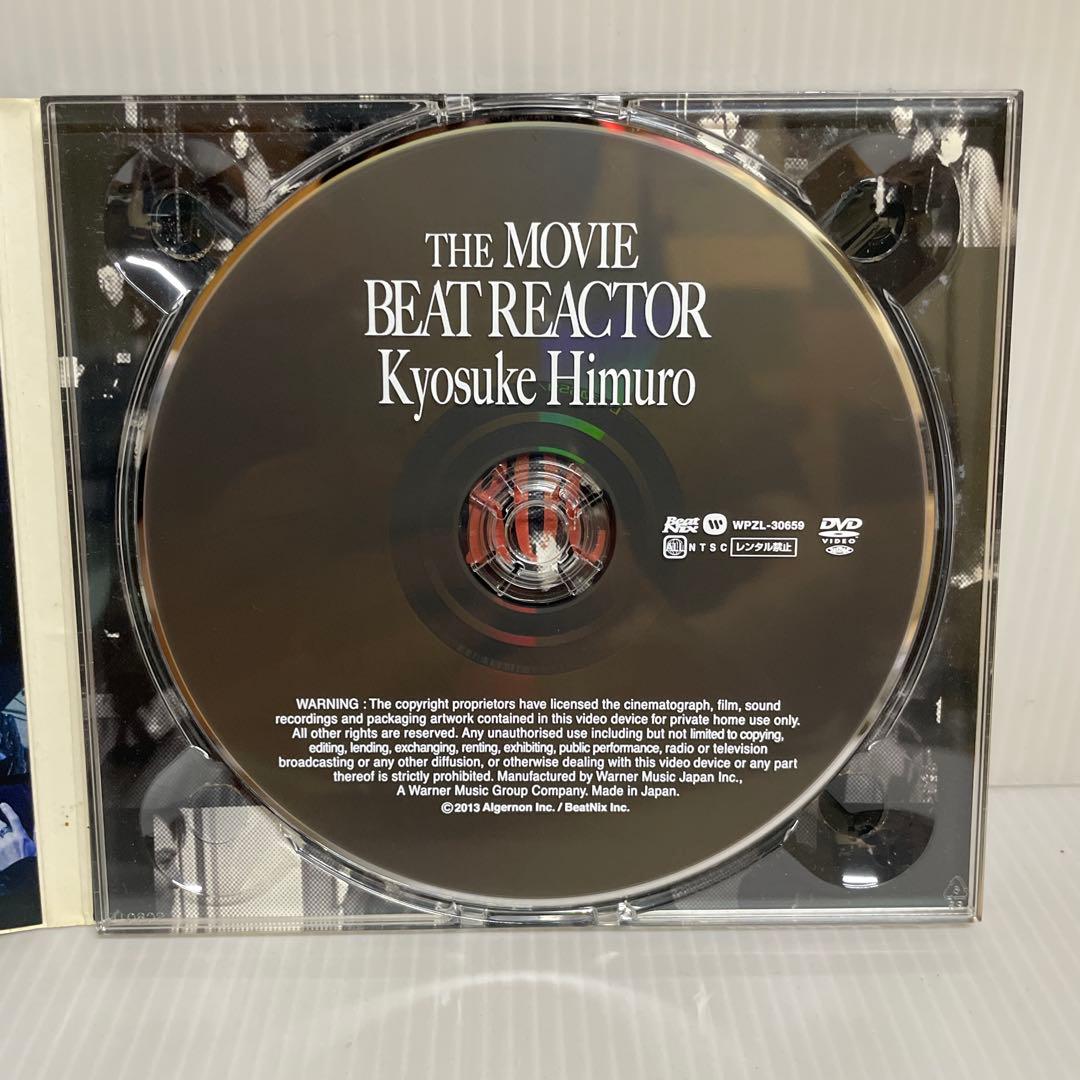 THE MOVIE
BEAT REACTOR
Kyosuke Himuro
Beat Nix WPZL-30659 DVD
VIDEO
ALL NTSC レンタル禁止
WARNING : The copyright proprietors have licensed the cinematograph, film, sound
recordings and packaging artwork contained in this video device for private home use only.
All other rights are reserved. Any unauthorised use including but not limited to copying,
editing, lending, exchanging, renting, exhibiting, public performance, radio or television
broadcasting or any other diffusion, or otherwise dealing with this video device or any part
thereof is strictly prohibited. Manufactured by Warner Music Japan Inc.,
A Warner Music Group Company. Made in Japan.
©2013 Algernon Inc. / BeatNix Inc.